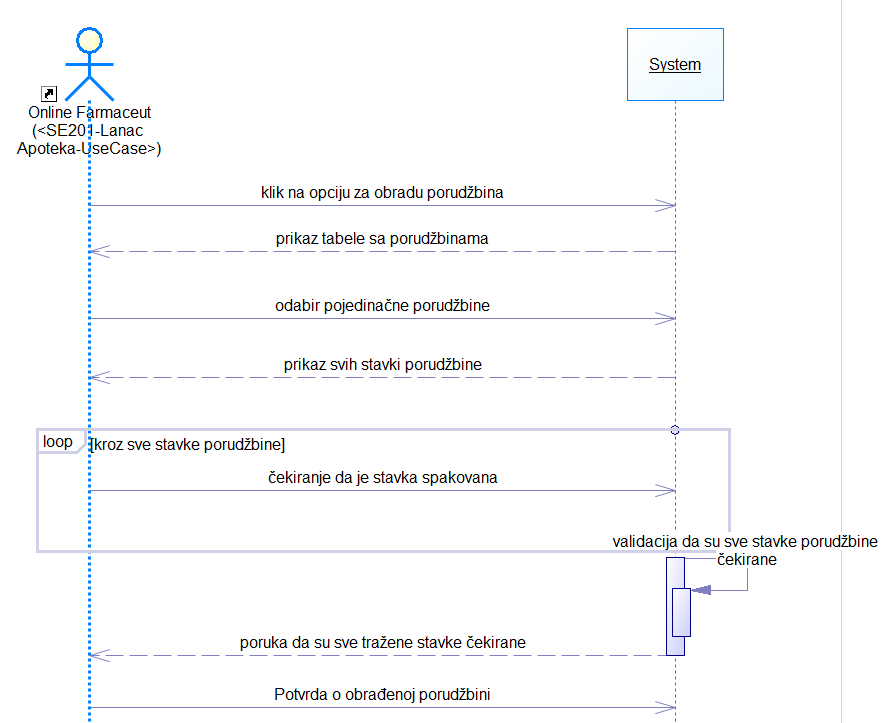 System
Online Farmaceut
(<SE201-Lanac
Apoteka-UseCase>)
klik na opciju za obradu porudžbina
prikaz tabele sa porudžbinama
odabir pojedinačne porudžbine
prikaz svih stavki porudžbine
loop
[kroz sve stavke porudžbine]
čekiranje da je stavka spakovana
validacija da su sve stavke porudžbine
čekirane
poruka da su sve tražene stavke čekirane
Potvrda o obrađenoj porudžbini